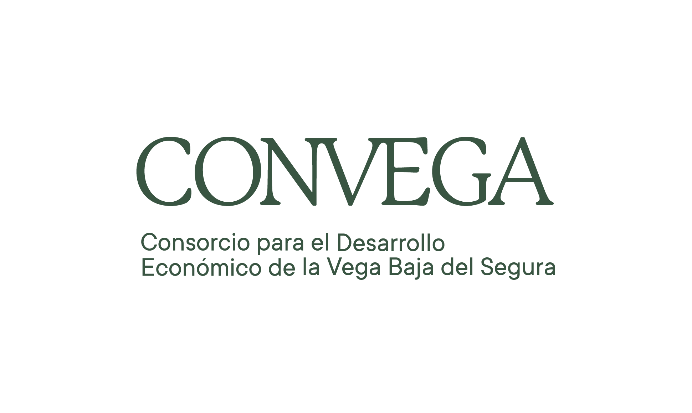 CONVEGA
Consorcio para el Desarrollo
Económico de la Vega Baja del Segura